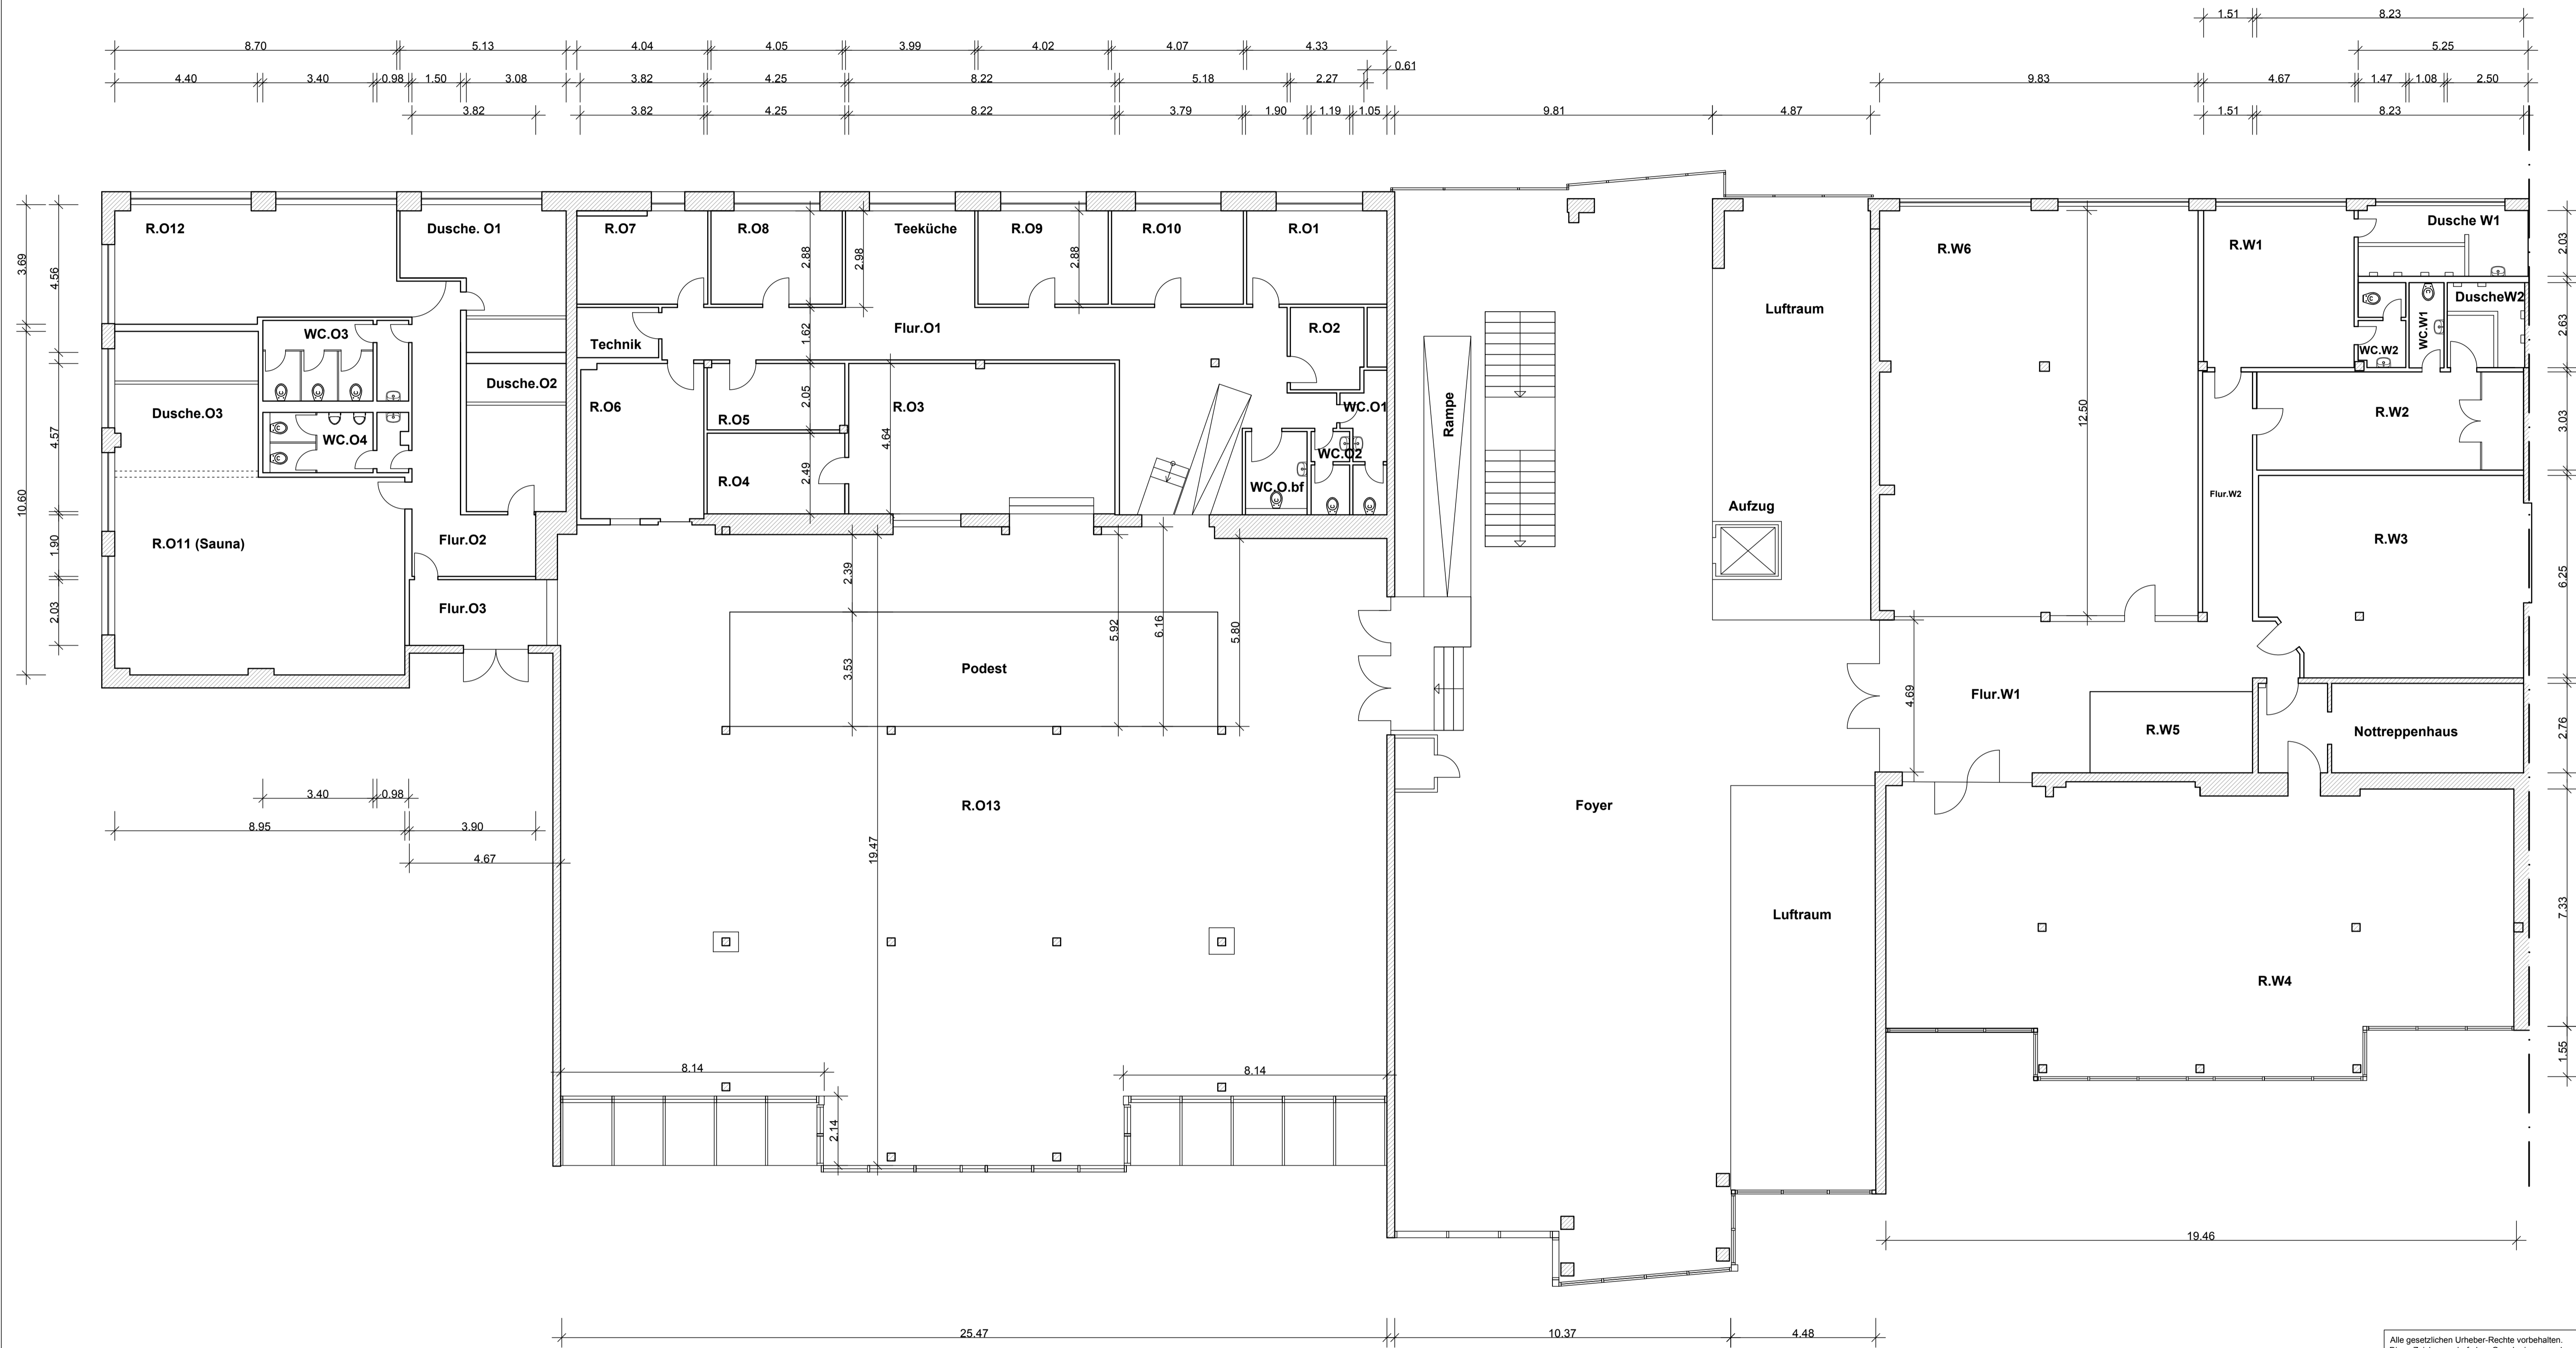 1.51 8.23
8.70 5.13 4.04 4.05 3.99 4.02 4.07 4.33 5.25
0.61
4.40 3.40 0.98 1.50 3.08 3.82 4.25 8.22 5.18 2.27 9.83 4.67 1.47 1.08 2.50
3.82 3.82 4.25 8.22 3.79 1.90 1.19 1.05 9.81 4.87 1.51 8.23
R.O12 Dusche. O1 R.O7 R.O8 Teeküche R.O9 R.O10 R.O1 R.W6 R.W1 Dusche W1
3.69 4.56 2.88 2.98 2.88 2.03
Luftraum DuscheW2
WC.O3 Technik Flur.O1 R.O2 WC.W2 WC.W1
1.62 2.63
Dusche.O3 Dusche.O2 R.O6 R.O5 R.O3 WC.O1 Rampe R.W2
2.05 4.64 12.50 3.03
WC.O4 R.O4 WC.O2
4.57 2.49
WC.O.bf Flur.W2
10.60
Aufzug
R.O11 (Sauna) Flur.O2 R.W3
1.90 2.39 6.25
Flur.O3
2.03 5.92 6.16 5.80
Podest
3.53 4.69
Flur.W1 R.W5 Nottreppenhaus
2.76
3.40 0.98
R.O13 Foyer
8.95 3.90
4.67 19.47
Luftraum
7.33
R.W4
8.14 8.14
1.55
2.14
19.46
25.47 10.37 4.48
Alle gesetzlichen Urheber-Rechte vorbehalten.